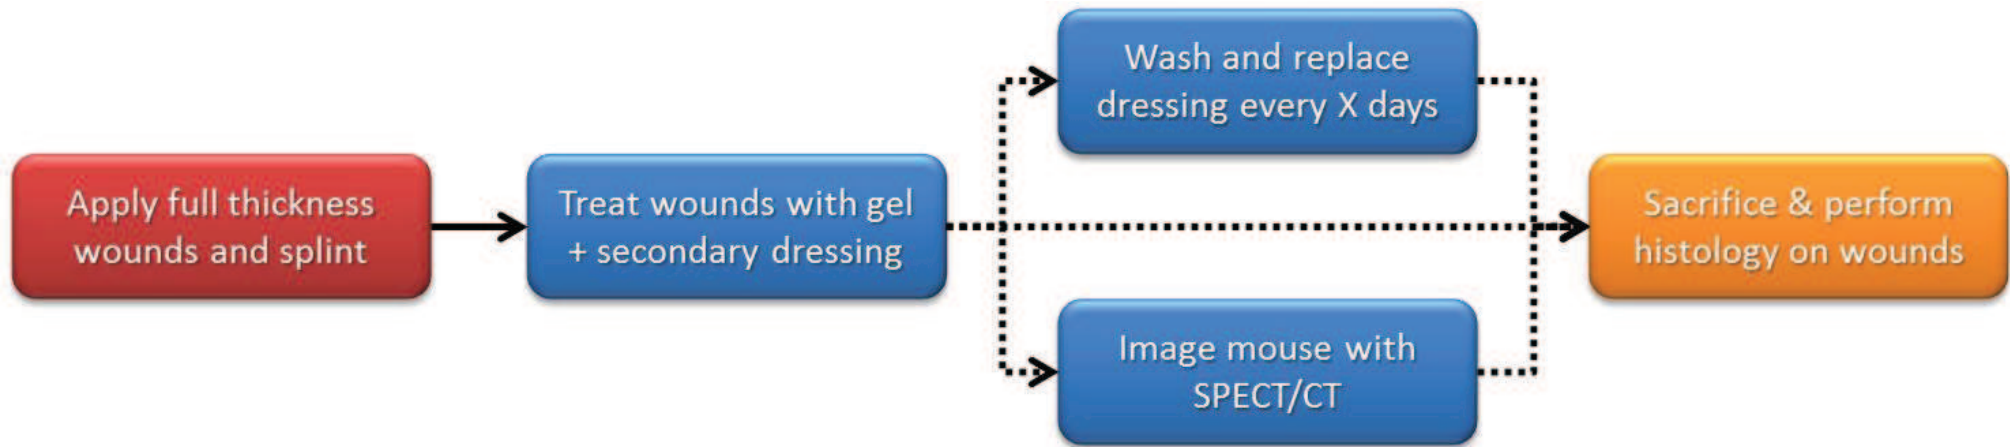 Apply full thickness
wounds and splint
Treat wounds with gel
+ secondary dressing
Wash and replace
dressing every X days
Image mouse with
SPECT/CT
Sacrifice & perform
histology on wounds